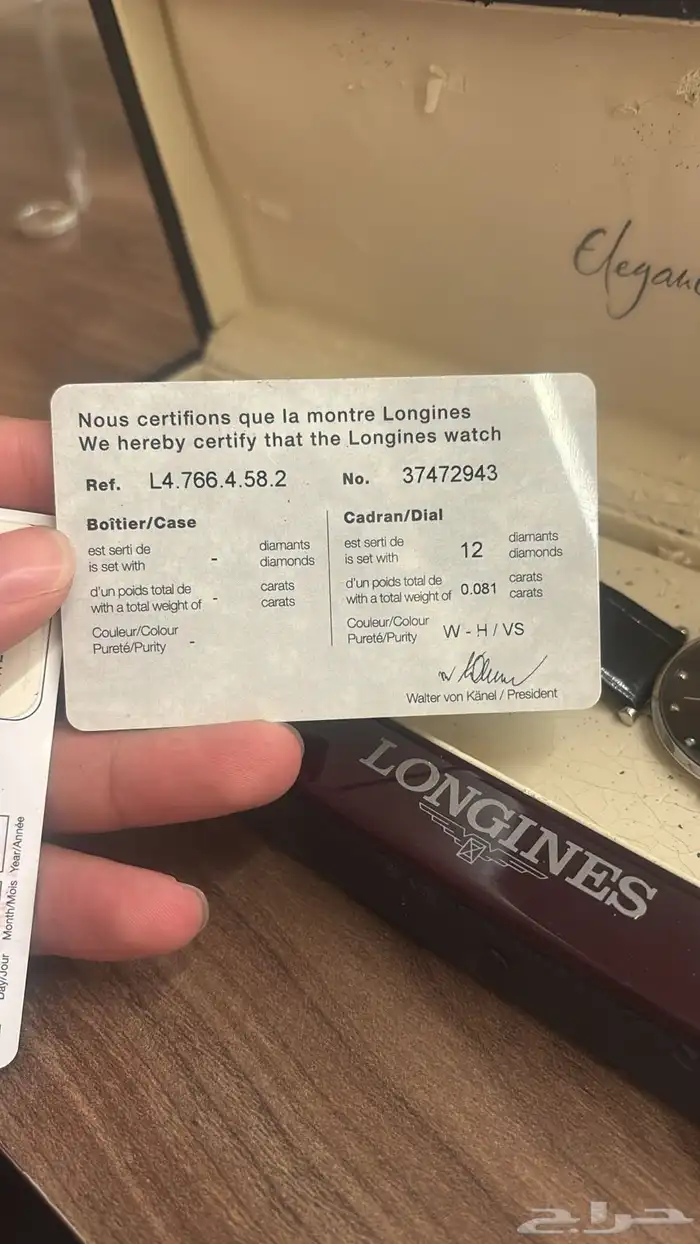 Nous certifions que la montre Longines
We hereby certify that the Longines watch
Ref. L4.766.4.58.2 No. 37472943
Boîtier/Case
est serti de diamants
is set with - diamonds
d'un poids total de carats
with a total weight of - carats
Couleur/Colour
Pureté/Purity -
Cadran/Dial
est serti de diamants
is set with 12 diamonds
d'un poids total de carats
with a total weight of 0.081 carats
Couleur/Colour
Pureté/Purity W - H / VS
Walter von Känel / President
LONGINES
Day/Jour Month/Mois Year/Année
حراج